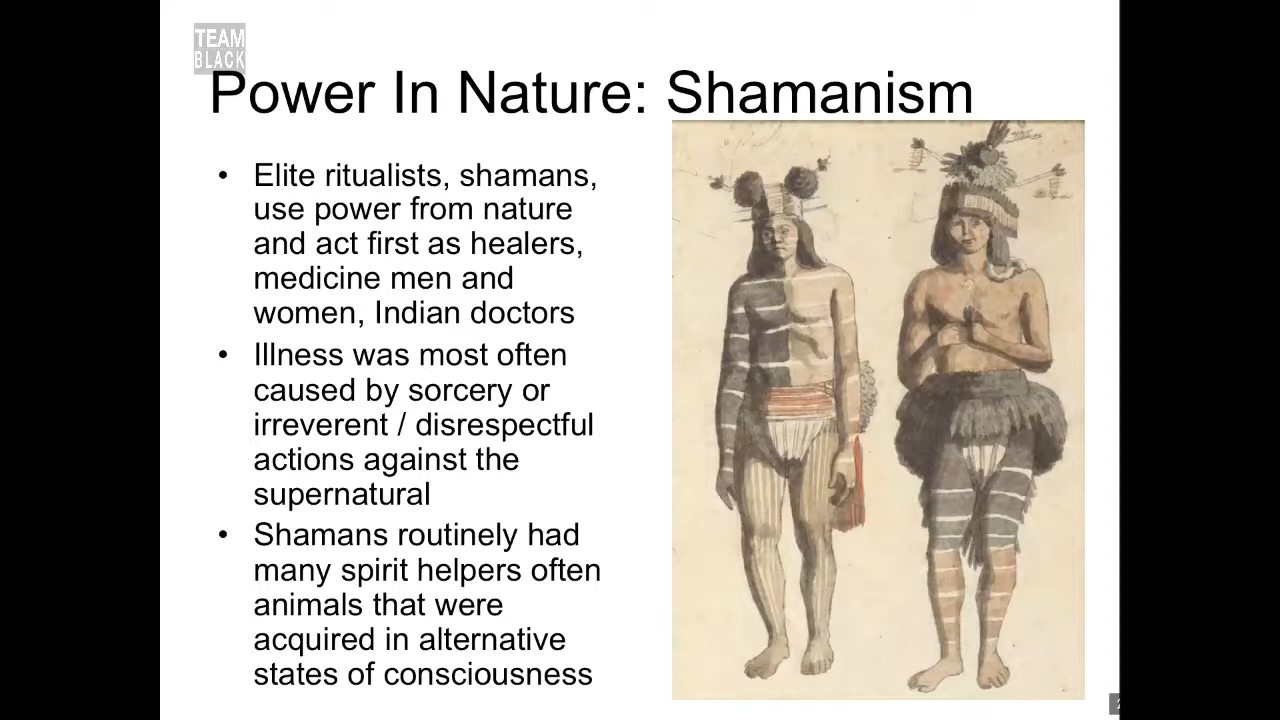 TEAM
BLACK
Power In Nature: Shamanism
• Elite ritualists, shamans,
use power from nature
and act first as healers,
medicine men and
women, Indian doctors
• Illness was most often
caused by sorcery or
irreverent / disrespectful
actions against the
supernatural
• Shamans routinely had
many spirit helpers often
animals that were
acquired in alternative
states of consciousness